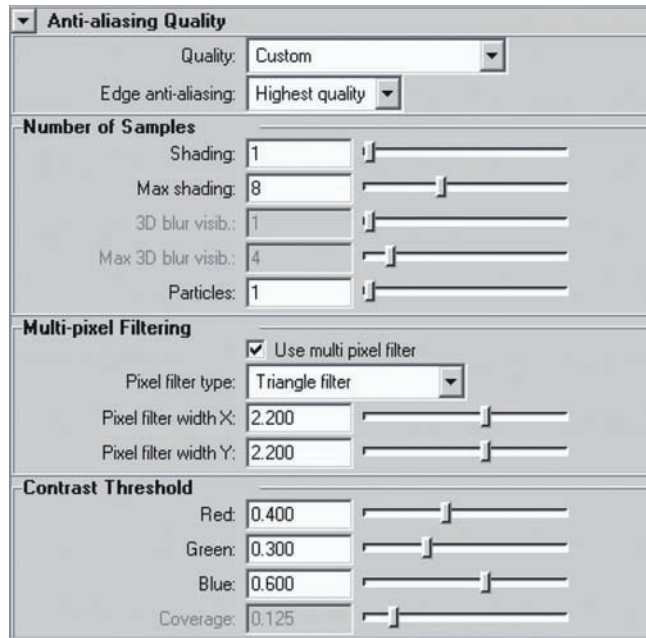 Anti-aliasing Quality
Quality: Custom
Edge anti-aliasing: Highest quality
Number of Samples
Shading: 1
Max shading: 8
3D blur visib.: 1
Max 3D blur visib.: 4
Particles: 1
Multi-pixel Filtering
Use multi pixel filter
Pixel filter type: Triangle filter
Pixel filter width X: 2.200
Pixel filter width Y: 2.200
Contrast Threshold
Red: 0.400
Green: 0.300
Blue: 0.600
Coverage: 0.125